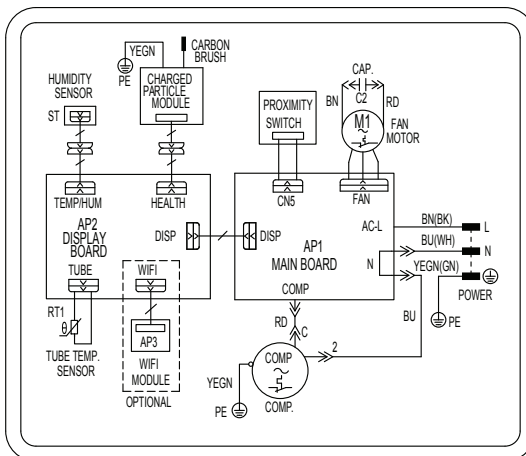 YEGN
PE
CARBON
BRUSH
HUMIDITY
SENSOR
ST
CHARGED
PARTICLE
MODULE
PROXIMITY
SWITCH
CAP.
C2
BN
RD
M1
FAN
MOTOR
TEMP/HUM
HEALTH
CN5
FAN
AP2
DISPLAY
BOARD
DISP
DISP
AP1
MAIN BOARD
AC-L
N
COMP
BN(BK)
L
BU(WH)
N
YEGN(GN)
POWER
PE
TUBE
WIFI
RT1
θ
AP3
TUBE TEMP.
SENSOR
WIFI
MODULE
OPTIONAL
RD
C
BU
COMP
2
YEGN
PE
COMP.